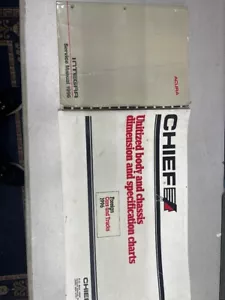 INTEGRA
Service Manual 1996
ACURA
CHIEF
Unitized body and chassis
dimension and specification charts
Foreign
Cars and Trucks
1996
CHIEF